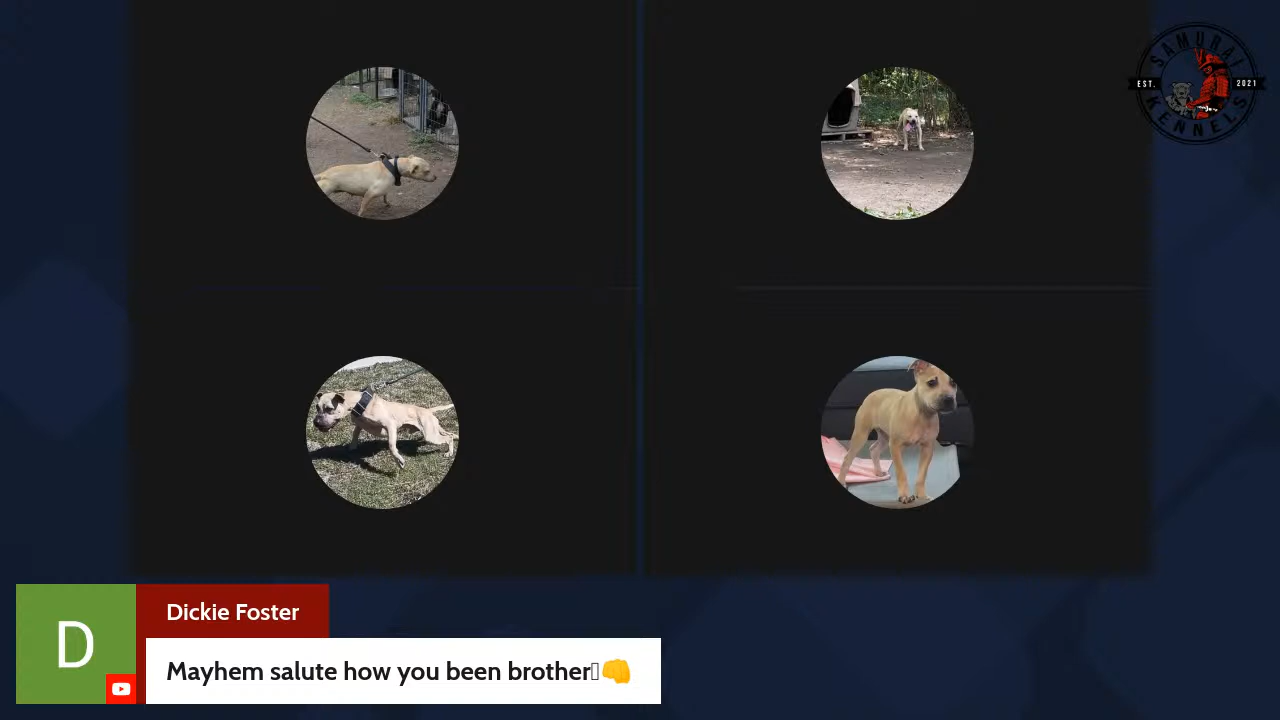 SAMURAI
EST. 2021
KENNELS
D
Dickie Foster
Mayhem salute how you been brother▯👊